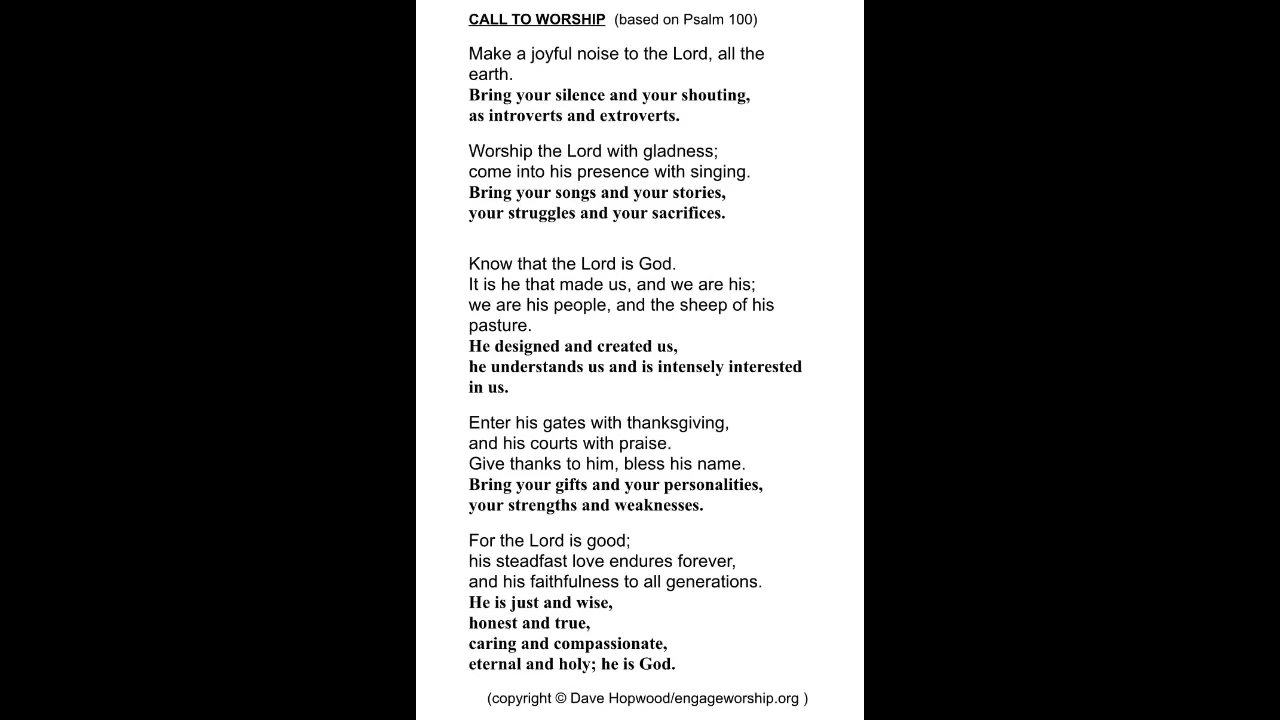 CALL TO WORSHIP (based on Psalm 100)
Make a joyful noise to the Lord, all the
earth.
Bring your silence and your shouting,
as introverts and extroverts.
Worship the Lord with gladness;
come into his presence with singing.
Bring your songs and your stories,
your struggles and your sacrifices.
Know that the Lord is God.
It is he that made us, and we are his;
we are his people, and the sheep of his
pasture.
He designed and created us,
he understands us and is intensely interested
in us.
Enter his gates with thanksgiving,
and his courts with praise.
Give thanks to him, bless his name.
Bring your gifts and your personalities,
your strengths and weaknesses.
For the Lord is good;
his steadfast love endures forever,
and his faithfulness to all generations.
He is just and wise,
honest and true,
caring and compassionate,
eternal and holy; he is God.
(copyright © Dave Hopwood/engageworship.org )